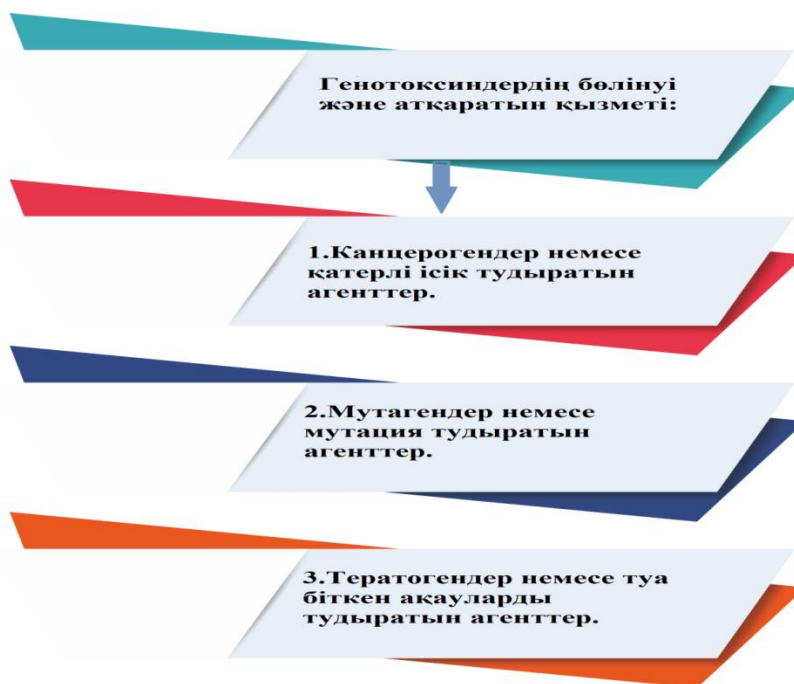 Генотоксиндердің бөлінуі
және атқаратын қызметі:
1.Канцерогендер немесе
қатерлі ісік тудыратын
агенттер.
2.Мутагендер немесе
мутация тудыратын
агенттер.
3.Тератогендер немесе туа
біткен ақауларды
тудыратын агенттер.